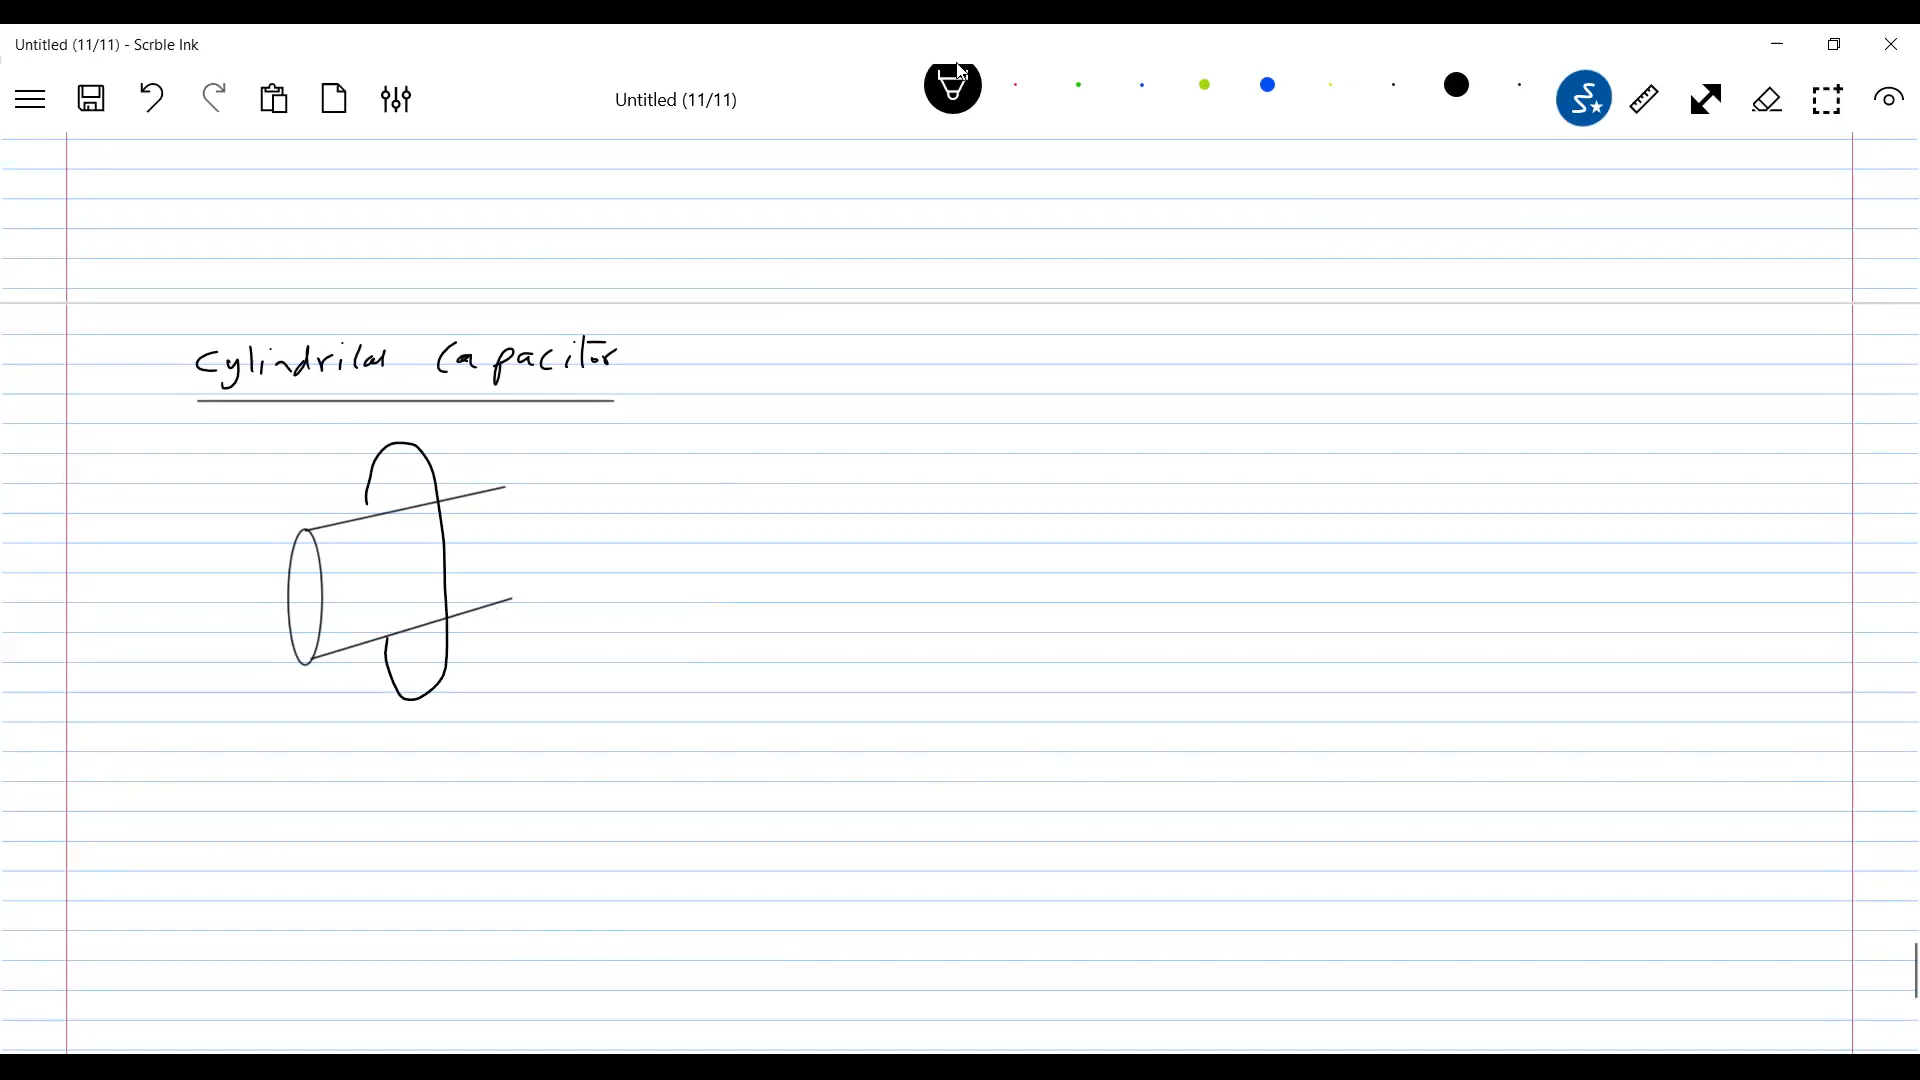 Untitled (11/11) - Scrble Ink
Untitled (11/11)
Cylindrilal Capacitor